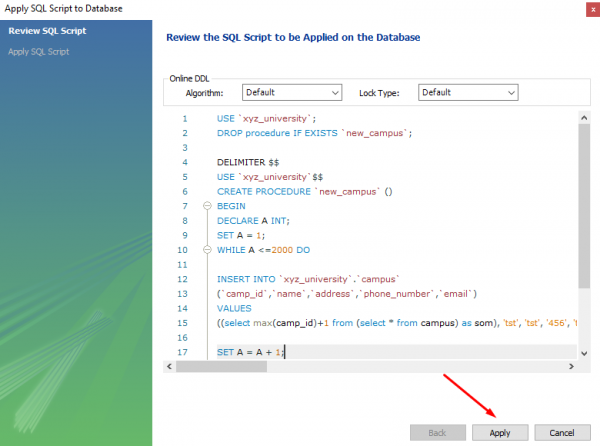 Apply SQL Script to Database
x
Review SQL Script
Apply SQL Script
Review the SQL Script to be Applied on the Database
Online DDL
Algorithm: Default Lock Type: Default
1 USE `xyz_university`;
2 DROP procedure IF EXISTS `new_campus`;
3
4 DELIMITER $$
5 USE `xyz_university`$$
6 CREATE PROCEDURE `new_campus` ()
7 BEGIN
8 DECLARE A INT;
9 SET A = 1;
10 WHILE A <=2000 DO
11
12 INSERT INTO `xyz_university`.`campus`
13 (`camp_id`,`name`,`address`,`phone_number`,`email`)
14 VALUES
15 ((select max(camp_id)+1 from (select * from campus) as som), 'tst', 'tst', '456', '
16
17 SET A = A + 1;
Back Apply Cancel